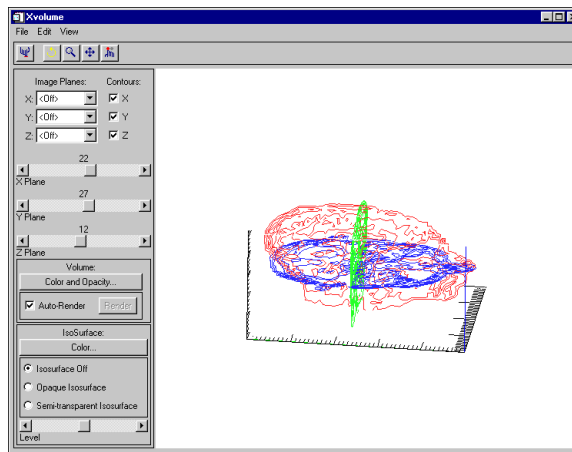 Xvolume
File Edit View
Image Planes: Contours:
X: <Off> X
Y: <Off> Y
Z: <Off> Z
22
X Plane
27
Y Plane
12
Z Plane
Volume:
Color and Opacity...
Auto-Render Render
IsoSurface:
Color...
Isosurface Off
Opaque Isosurface
Semi-transparent Isosurface
Level